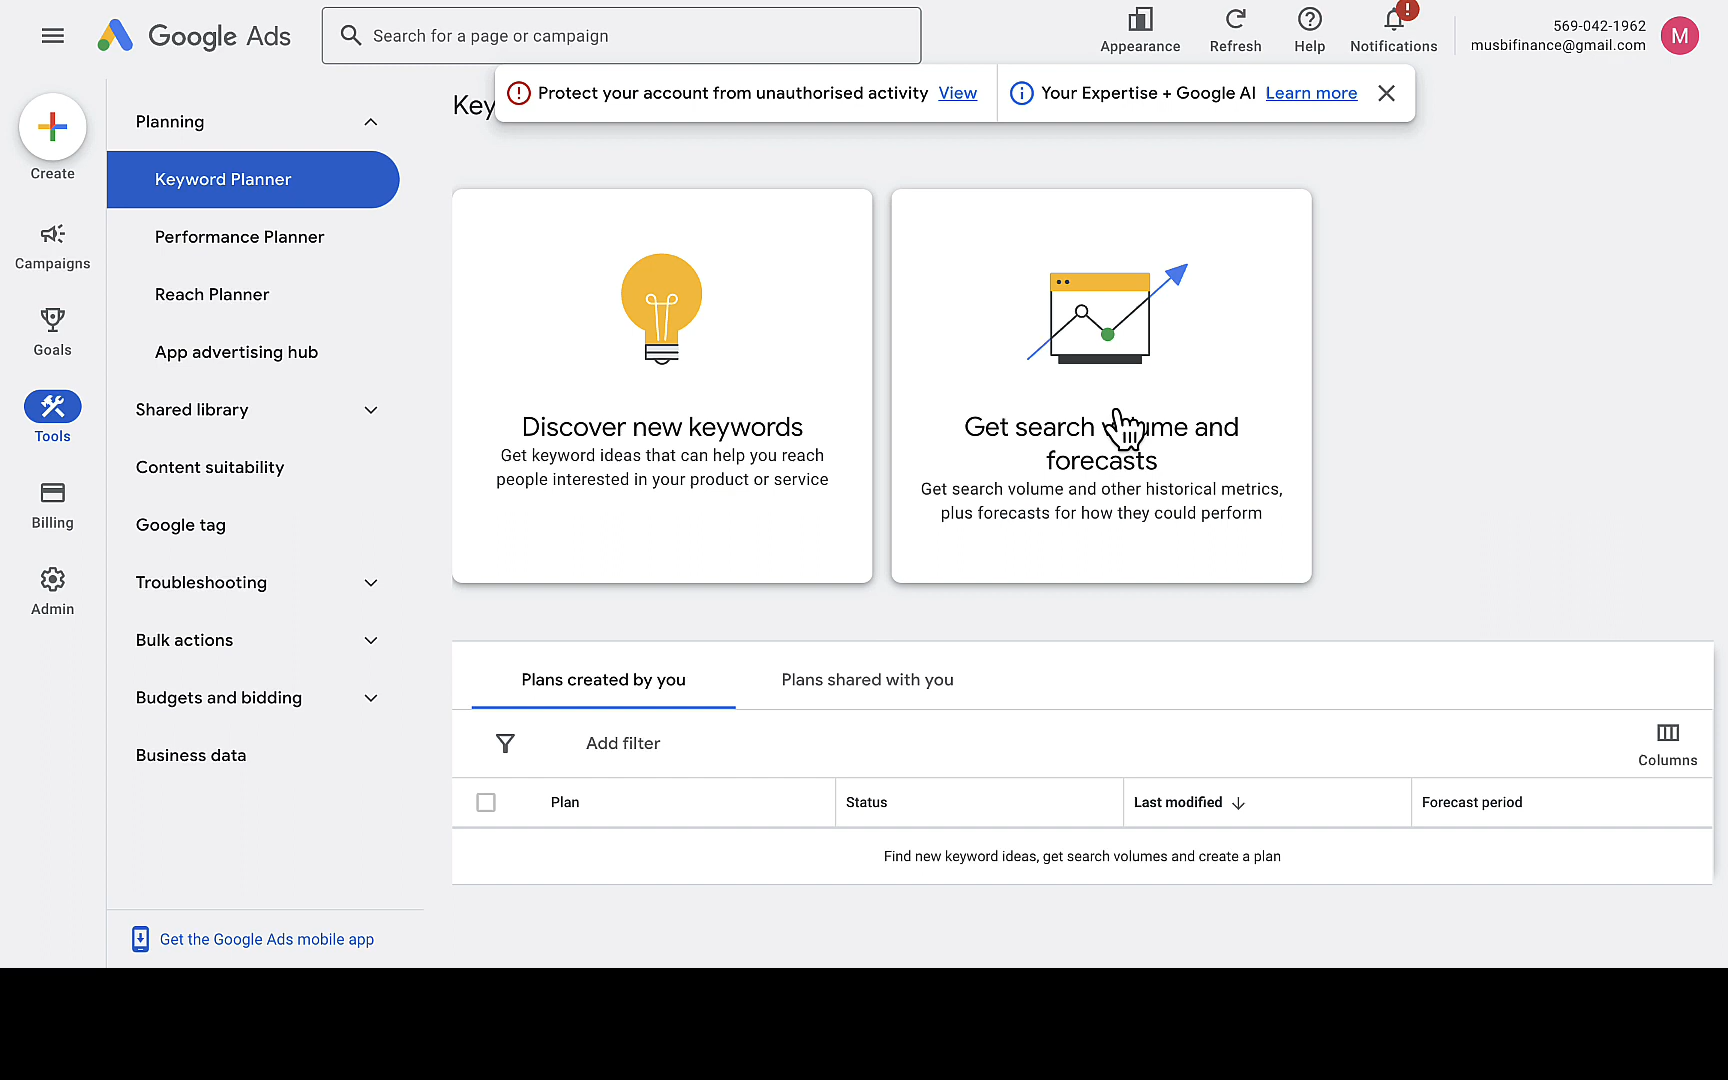 Google Ads
Search for a page or campaign
Appearance
Refresh
Help
Notifications
569-042-1962
musbifinance@gmail.com
M
Protect your account from unauthorised activity View
Your Expertise + Google AI Learn more
Key
Create
Campaigns
Goals
Tools
Billing
Admin
Planning
Keyword Planner
Performance Planner
Reach Planner
App advertising hub
Shared library
Content suitability
Google tag
Troubleshooting
Bulk actions
Budgets and bidding
Business data
Get the Google Ads mobile app
Discover new keywords
Get keyword ideas that can help you reach
people interested in your product or service
Get search volume and
forecasts
Get search volume and other historical metrics,
plus forecasts for how they could perform
Plans created by you
Plans shared with you
Add filter
Columns
Plan
Status
Last modified
Forecast period
Find new keyword ideas, get search volumes and create a plan